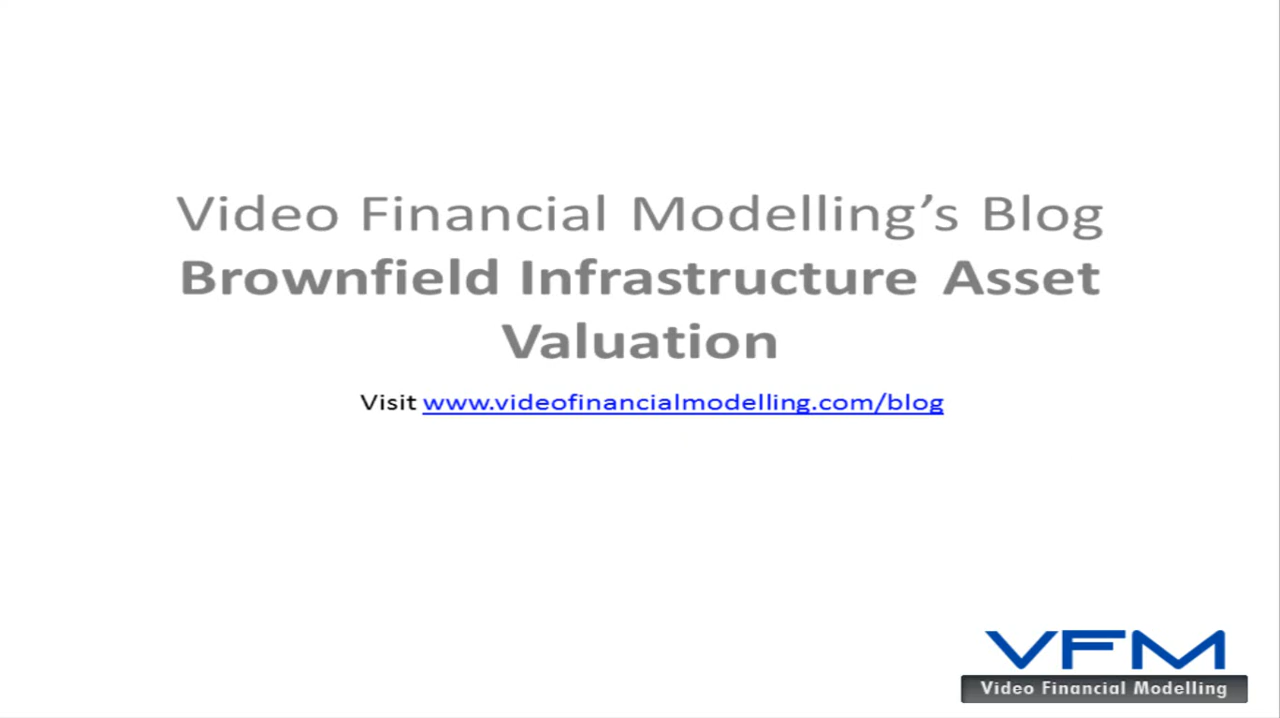 Video Financial Modelling’s Blog
Brownfield Infrastructure Asset
Valuation
Visit www.videofinancialmodelling.com/blog
VFM
Video Financial Modelling